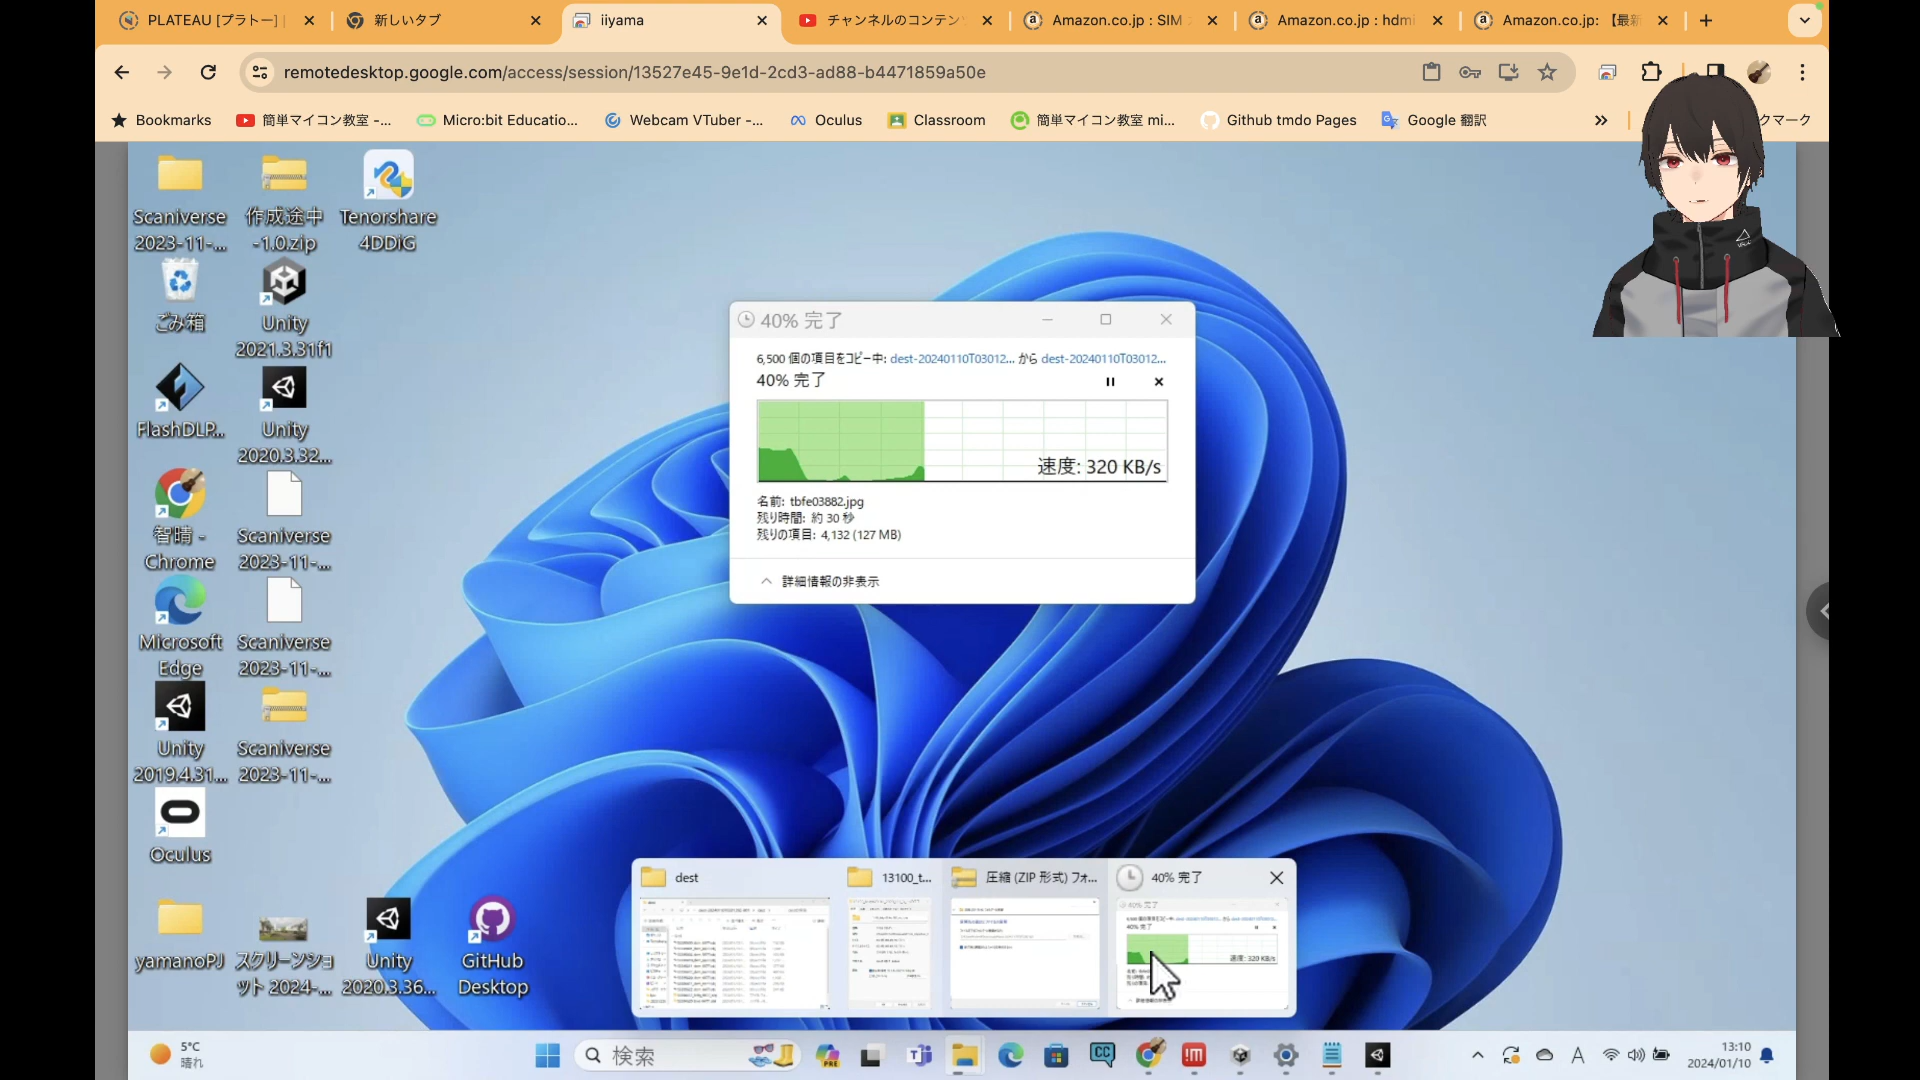 PLATEAU [プラトー] |
新しいタブ
iiyama
チャンネルのコンテン
Amazon.co.jp : SIM
Amazon.co.jp : hdmi
Amazon.co.jp: 【最新
remotedesktop.google.com/access/session/13527e45-9e1d-2cd3-ad88-b4471859a50e
Bookmarks
簡単マイコン教室 -...
Micro:bit Educatio...
Webcam VTuber -...
Oculus
Classroom
簡単マイコン教室 mi...
Github tmdo Pages
Google 翻訳
クマーク
Scaniverse
2023-11-...
作成途中
-1.0.zip
Tenorshare
4DDiG
ごみ箱
Unity
2021.3.31f1
FlashDLP...
Unity
2020.3.32...
智晴 -
Chrome
Scaniverse
2023-11-...
Microsoft
Edge
Scaniverse
2023-11-...
Unity
2019.4.31...
Scaniverse
2023-11-...
Oculus
yamanoPJ
スクリーンショ
ット 2024-...
Unity
2020.3.36...
GitHub
Desktop
40% 完了
6,500 個の項目をコピー中: dest-20240110T03012... から dest-20240110T03012...
40% 完了
速度: 320 KB/s
名前: tbfe03882.jpg
残り時間: 約 30 秒
残りの項目: 4,132 (127 MB)
詳細情報の非表示
dest
13100_t...
圧縮 (ZIP 形式) フォ...
40% 完了
40% 完了
速度: 320 KB/s
5°C
晴れ
検索
PRE
CC
A
13:10
2024/01/10